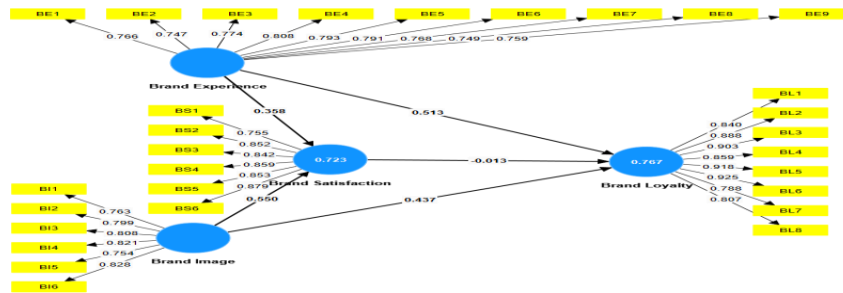 BE1 BE2 BE3 BE4 BE5 BE6 BE7 BE8 BE9
0.766 0.747 0.774 0.808 0.793 0.791 0.768 0.749 0.759
Brand Experience
0.358
0.513
BS1
BS2
BS3
BS4
BS5
BS6
0.755
0.852
0.842
0.859
0.853
0.879
0.723
Brand Satisfaction
-0.013
0.550
0.437
BI1
BI2
BI3
BI4
BI5
BI6
0.763
0.799
0.808
0.821
0.754
0.828
Brand Image
0.767
Brand Loyalty
BL1
BL2
BL3
BL4
BL5
BL6
BL7
BL8
0.840
0.888
0.903
0.859
0.918
0.925
0.788
0.807